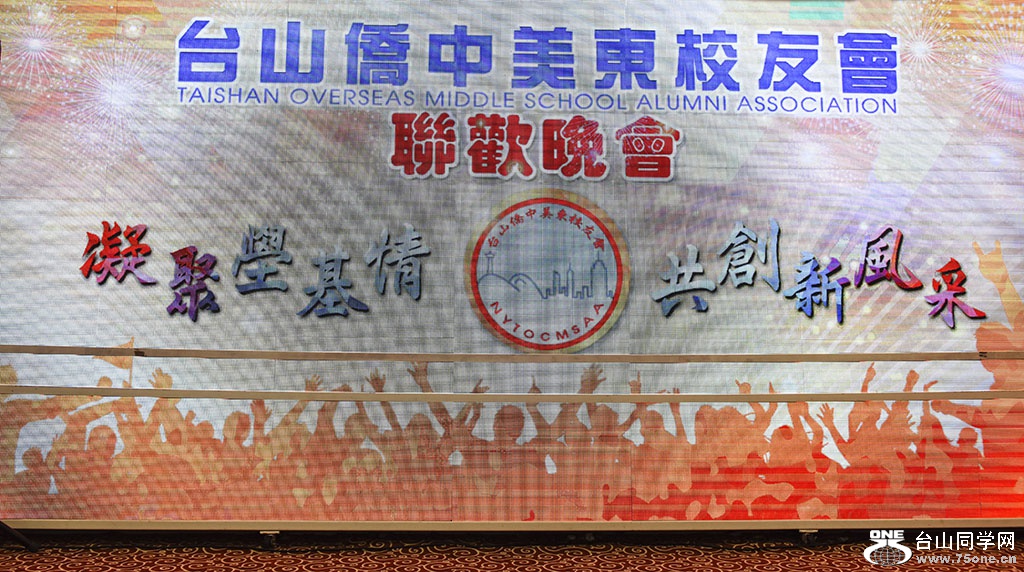 台山僑中美東校友會
TAISHAN OVERSEAS MIDDLE SCHOOL ALUMNI ASSOCIATION
聯歡晚會
凝聚壆基情
台山僑中美東校友會
NYTOCMSAA
共創新風采
ONE
台山同学网
www.75one.cn